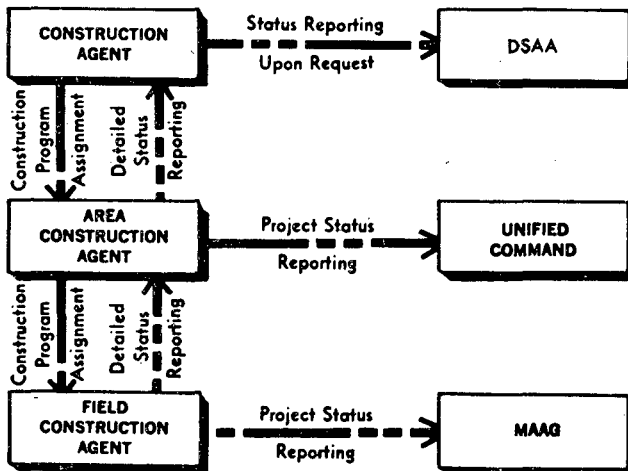 CONSTRUCTION
AGENT
Status Reporting
Upon Request
DSAA
Construction
Program
Assignment
Detailed
Status
Reporting
AREA
CONSTRUCTION
AGENT
Project Status
Reporting
UNIFIED
COMMAND
Construction
Program
Assignment
Detailed
Status
Reporting
FIELD
CONSTRUCTION
AGENT
Project Status
Reporting
MAAG